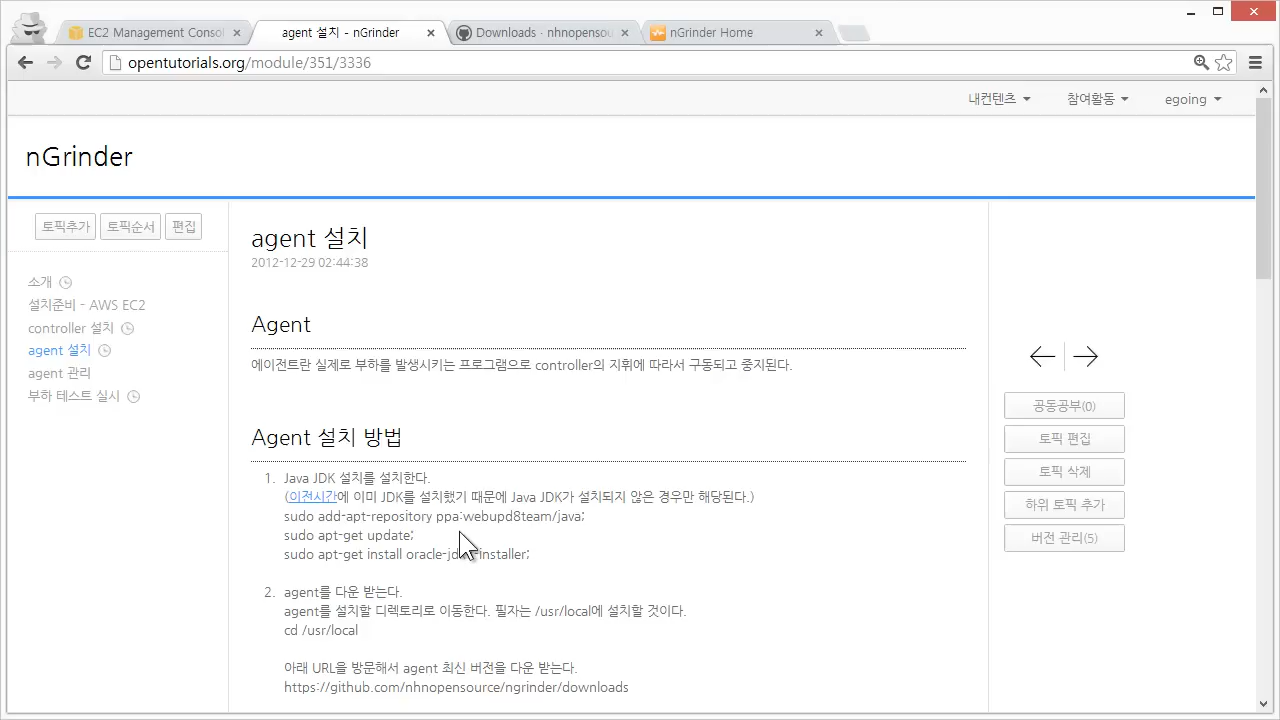 EC2 Management Consol
agent 설치 - nGrinder
Downloads · nhnopensou
nGrinder Home
opentutorials.org/module/351/3336
내컨텐츠
참여활동
egoing
nGrinder
토픽추가
토픽순서
편집
소개
설치준비 - AWS EC2
controller 설치
agent 설치
agent 관리
부하 테스트 실시
agent 설치
2012-12-29 02:44:38
Agent
에이전트란 실제로 부하를 발생시키는 프로그램으로 controller의 지휘에 따라서 구동되고 중지된다.
Agent 설치 방법
1. Java JDK 설치를 설치한다.
(이전시간에 이미 JDK를 설치했기 때문에 Java JDK가 설치되지 않은 경우만 해당된다.)
sudo add-apt-repository ppa:webupd8team/java;
sudo apt-get update;
sudo apt-get install installer;
2. agent를 다운 받는다.
agent를 설치할 디렉토리로 이동한다. 필자는 /usr/local에 설치할 것이다.
cd /usr/local
아래 URL을 방문해서 agent 최신 버전을 다운 받는다.
https://github.com/nhnopensource/ngrinder/downloads
공동공부(0)
토픽 편집
토픽 삭제
하위 토픽 추가
버전 관리(5)